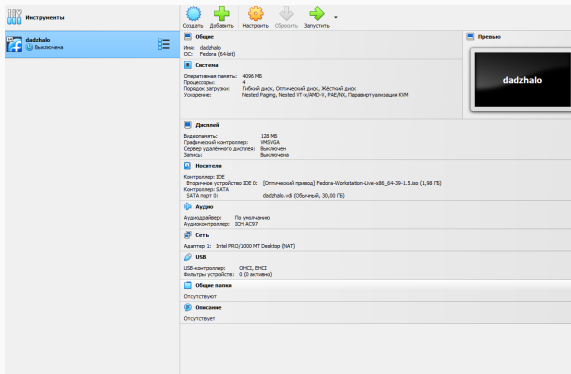 Инструменты
Создать Добавить Настроить Сбросить Запустить
dadzhalo
Выключена
Общие
Имя: dadzhalo
ОС: Fedora (64-bit)
Система
Оперативная память: 4096 МБ
Процессоры: 4
Порядок загрузки: Гибкий диск, Оптический диск, Жёсткий диск
Ускорение: Nested Paging, Nested VT-x/AMD-V, PAE/NX, Паравиртуализация KVM
Превью
dadzhalo
Дисплей
Видеопамять: 128 МБ
Графический контроллер: VMSVGA
Сервер удалённого дисплея: Выключен
Запись: Выключена
Носители
Контроллер: IDE
Вторичное устройство IDE 0: [Оптический привод] Fedora-Workstation-Live-x86_64-39-1.5.iso (1,98 ГБ)
Контроллер: SATA
SATA порт 0: dadzhalo.vdi (Обычный, 30,00 ГБ)
Аудио
Аудиодрайвер: По умолчанию
Аудиоконтроллер: ICH AC97
Сеть
Адаптер 1: Intel PRO/1000 MT Desktop (NAT)
USB
USB-контроллер: OHCI, EHCI
Фильтры устройств: 0 (0 активно)
Общие папки
Отсутствуют
Описание
Отсутствует